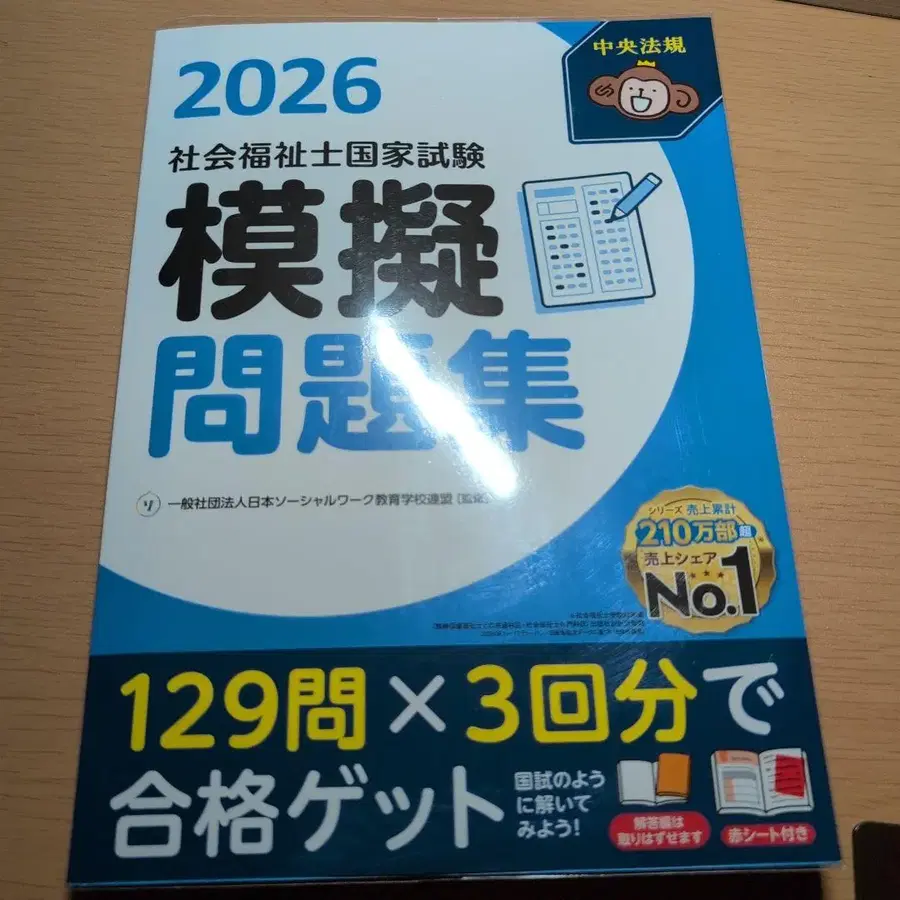 2026
中央法規
社会福祉士国家試験
模擬
問題集
ソ 一般社団法人日本ソーシャルワーク教育学校連盟
シリーズ 売上累計
210万部超
売上シェア
No.1
129問×3回分で
合格ゲット
国試のよう
に解いて
みよう!
解答編は
取りはずせます
赤シート付き